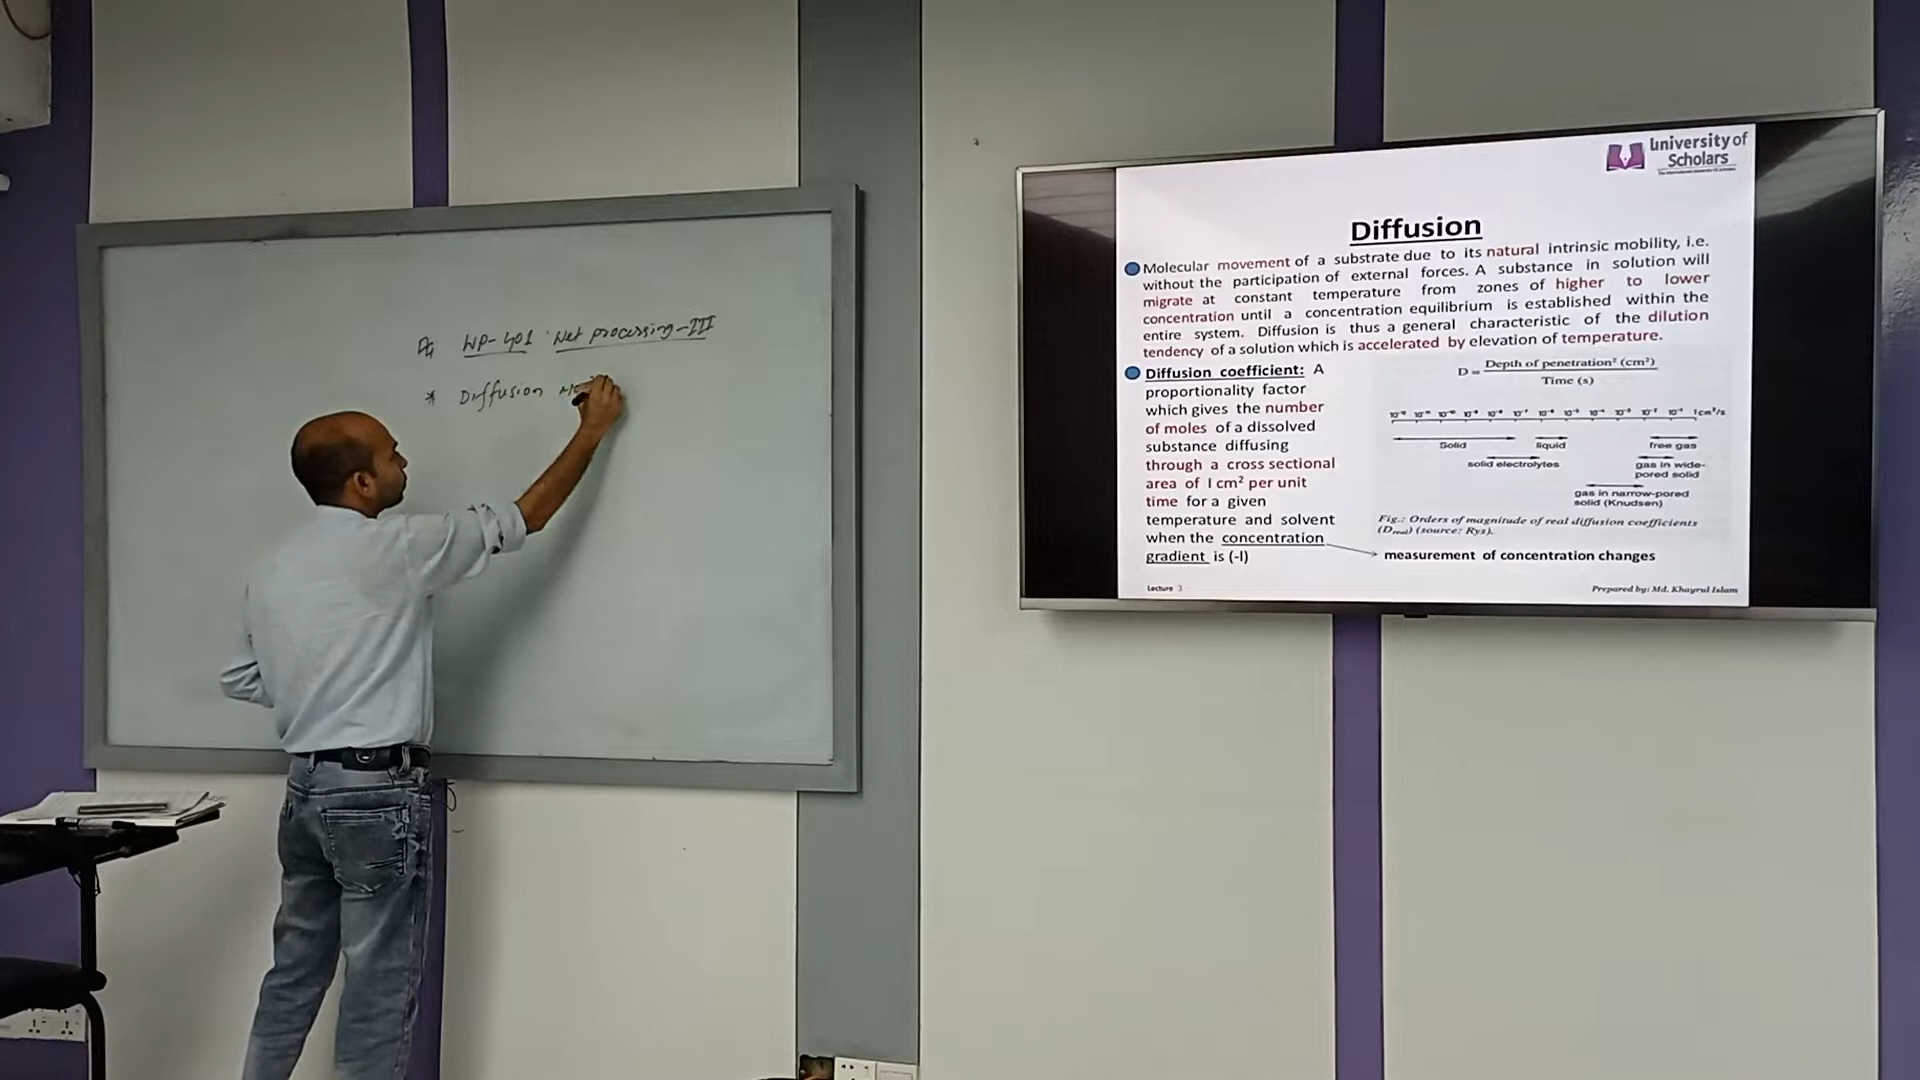 WP-401 Wet processing-III
* Diffusion
University of
Scholars
Diffusion
Molecular movement of a substrate due to its natural intrinsic mobility, i.e.
without the participation of external forces. A substance in solution will
migrate at constant temperature from zones of higher to lower
concentration until a concentration equilibrium is established within the
entire system. Diffusion is thus a general characteristic of the dilution
tendency of a solution which is accelerated by elevation of temperature.
Diffusion coefficient: A
proportionality factor
which gives the number
of moles of a dissolved
substance diffusing
through a cross sectional
area of 1 cm² per unit
time for a given
temperature and solvent
when the concentration
gradient is (-1)
D = Depth of penetration² (cm²)
Time (s)
1 cm²/s
Solid liquid free gas
solid electrolytes gas in wide-
pored solid
gas in narrow-pored
solid (Knudsen)
Fig.: Orders of magnitude of real diffusion coefficients
(Dreal) (source: Rys).
measurement of concentration changes
Lecture 3
Prepared by: Md. Khayrul Islam